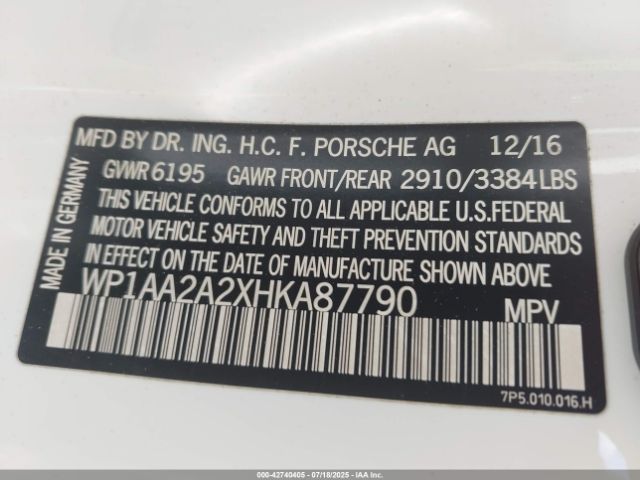 MFD BY DR. ING. H.C. F. PORSCHE AG 12/16
GVWR 6195 GAWR FRONT/REAR 2910/3384LBS
THIS VEHICLE CONFORMS TO ALL APPLICABLE U.S.FEDERAL
MOTOR VEHICLE SAFETY AND THEFT PREVENTION STANDARDS
IN EFFECT ON THE DATE OF MANUFACTURE SHOWN ABOVE
WP1AA2A2XHKA87790 MPV
MADE IN GERMANY
7P5.010.016.H
000-42740405 - 07/18/2025 - IAA Inc.